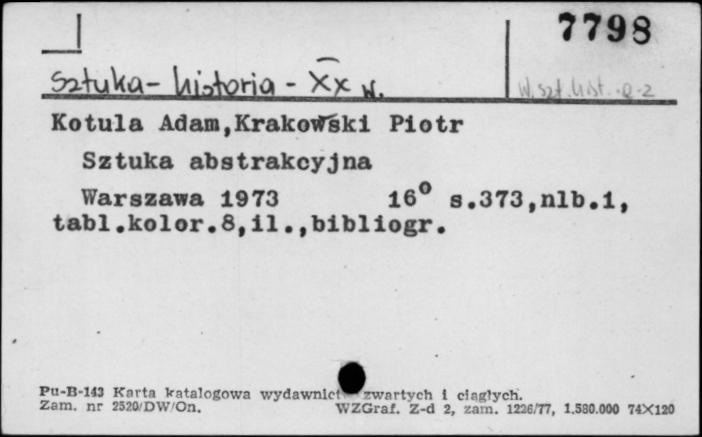 7798
Sztuka - historia - XX w.
Kotula Adam,Krakowski Piotr
Sztuka abstrakcyjna
Warszawa 1973 16° s.373,nlb.1,
tabl.kolor.8,il.,bibliogr.
Pu-B-143 Karta katalogowa wydawnict zwartych i ciągłych.
Zam. nr 2520/DW/On. WZGraf. Z-d 2, zam. 1226/77, 1.580.000 74X120